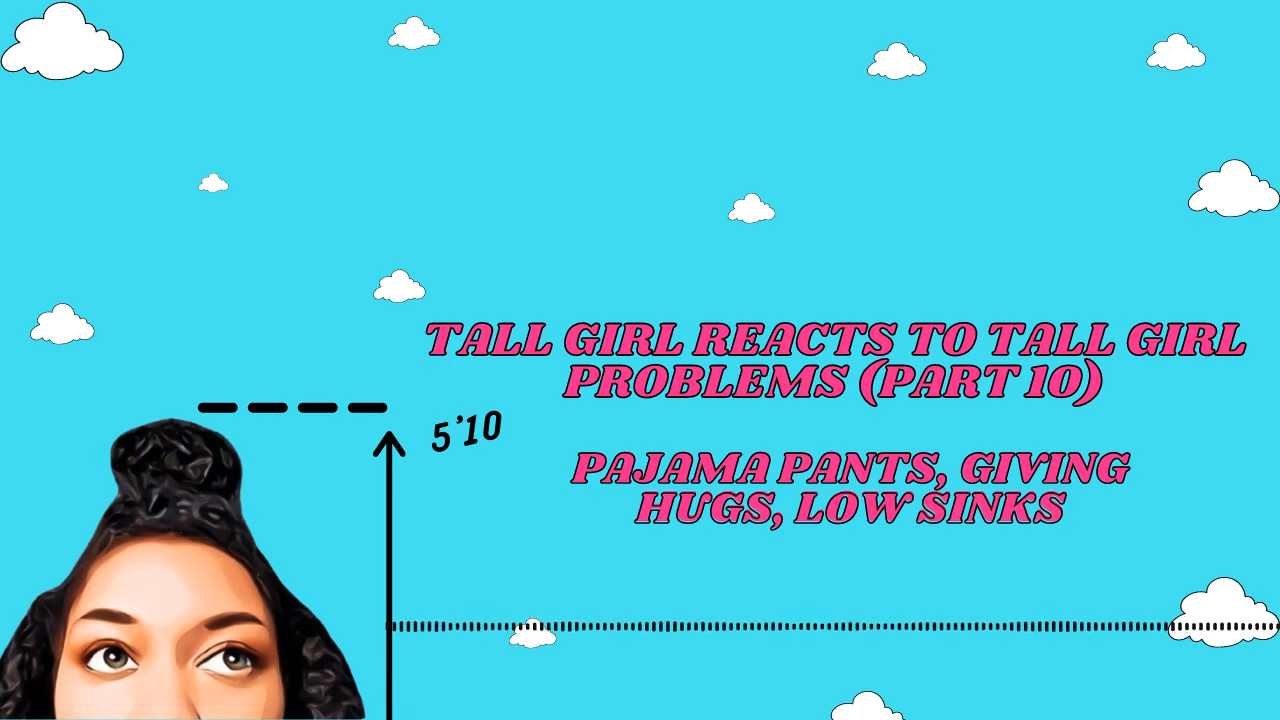 TALL GIRL REACTS TO TALL GIRL
PROBLEMS (PART 10)
5'10
PAJAMA PANTS, GIVING
HUGS, LOW SINKS